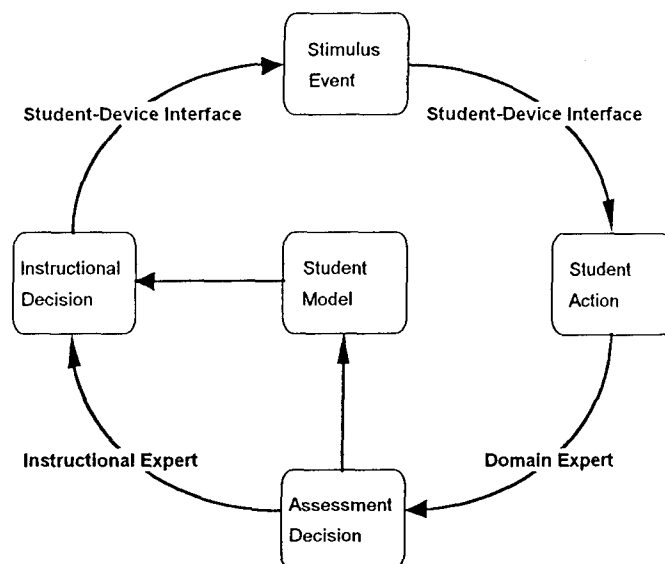 Stimulus
Event
Student-Device Interface
Student-Device Interface
Instructional
Decision
Student
Model
Student
Action
Instructional Expert
Domain Expert
Assessment
Decision